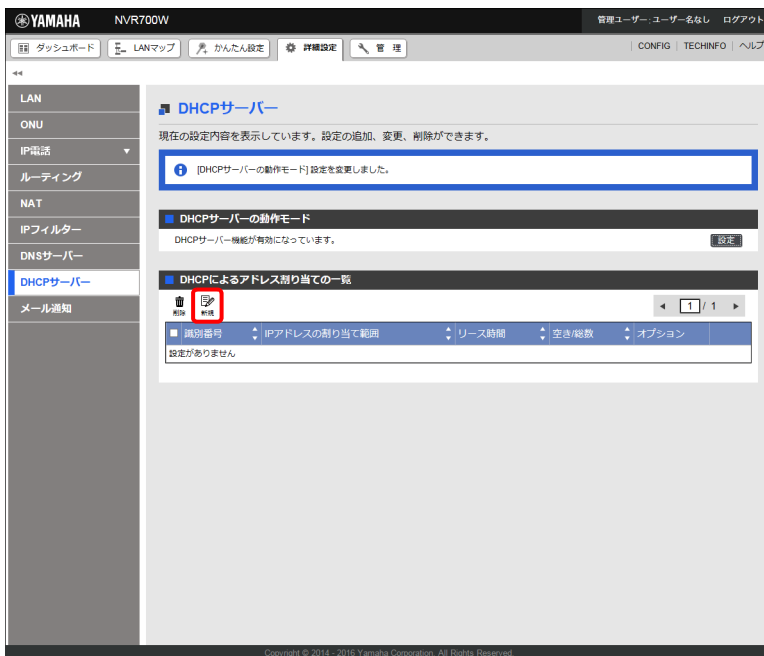 YAMAHA NVR700W 管理ユーザー:ユーザー名なし ログアウト
ダッシュボード LANマップ かんたん設定 詳細設定 管 理 CONFIG | TECHINFO | ヘルプ
LAN
ONU
IP電話
ルーティング
NAT
IPフィルター
DNSサーバー
DHCPサーバー
メール通知
DHCPサーバー
現在の設定内容を表示しています。設定の追加、変更、削除ができます。
[DHCPサーバーの動作モード] 設定を変更しました。
DHCPサーバーの動作モード
DHCPサーバー機能が有効になっています。 設定
DHCPによるアドレス割り当ての一覧
削除 新規 1 / 1
識別番号 IPアドレスの割り当て範囲 リース時間 空き/総数 オプション
設定がありません
Copyright © 2014 - 2016 Yamaha Corporation. All Rights Reserved.